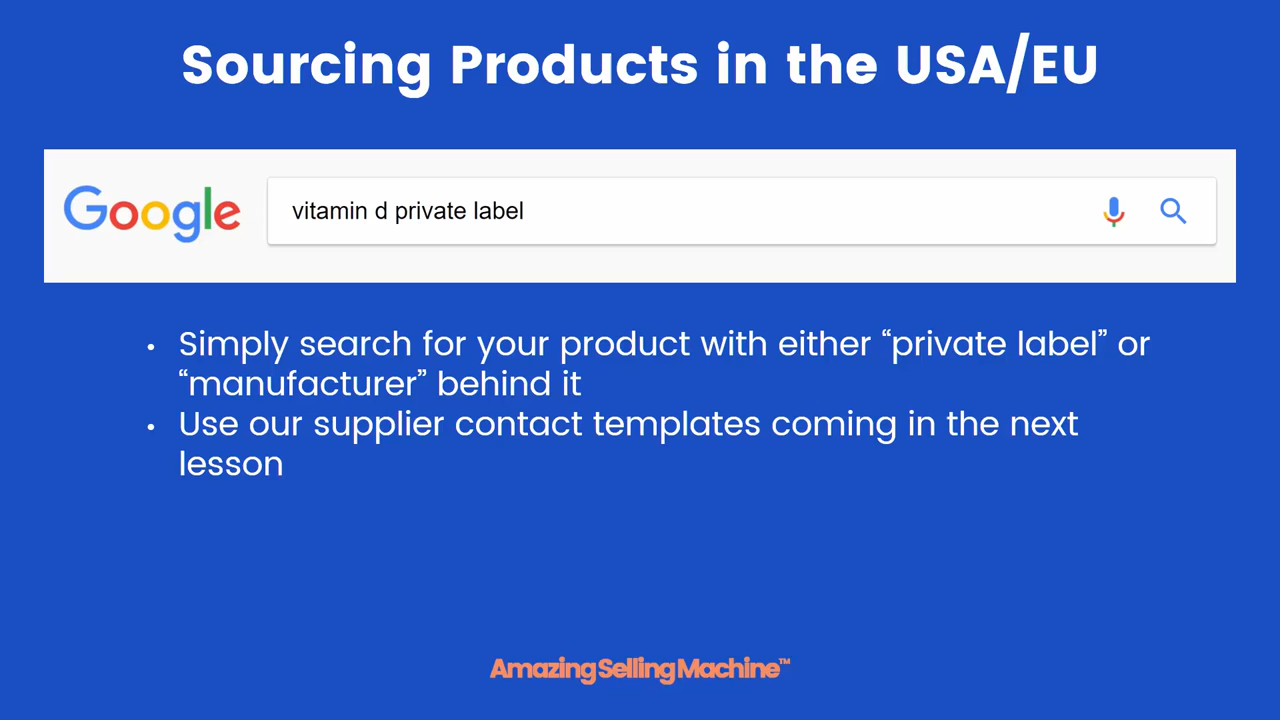 Sourcing Products in the USA/EU
Google
vitamin d private label
• Simply search for your product with either “private label” or
“manufacturer” behind it
• Use our supplier contact templates coming in the next
lesson
AmazingSellingMachine™